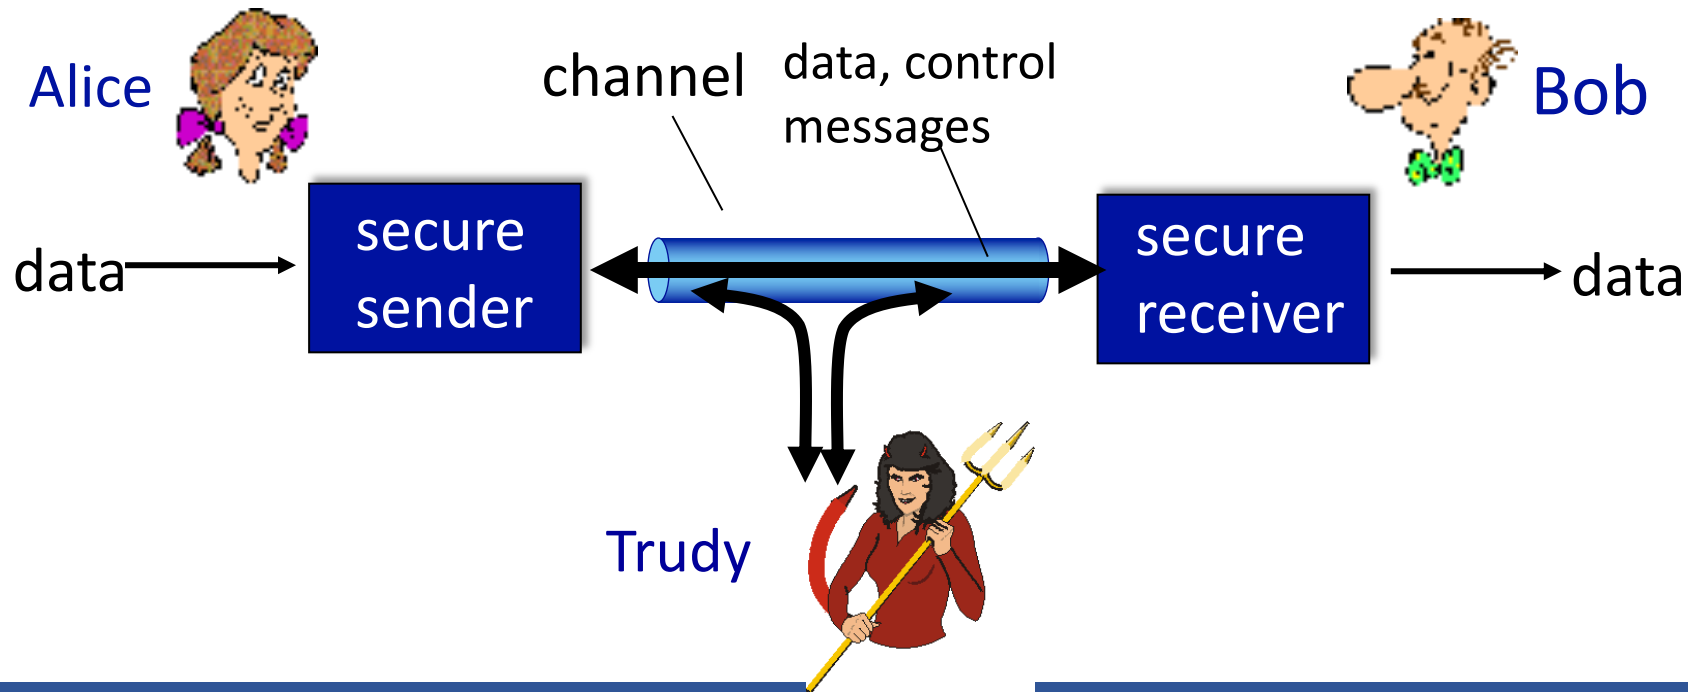 Alice
channel
data, control
messages
Bob
data
secure
sender
secure
receiver
data
Trudy